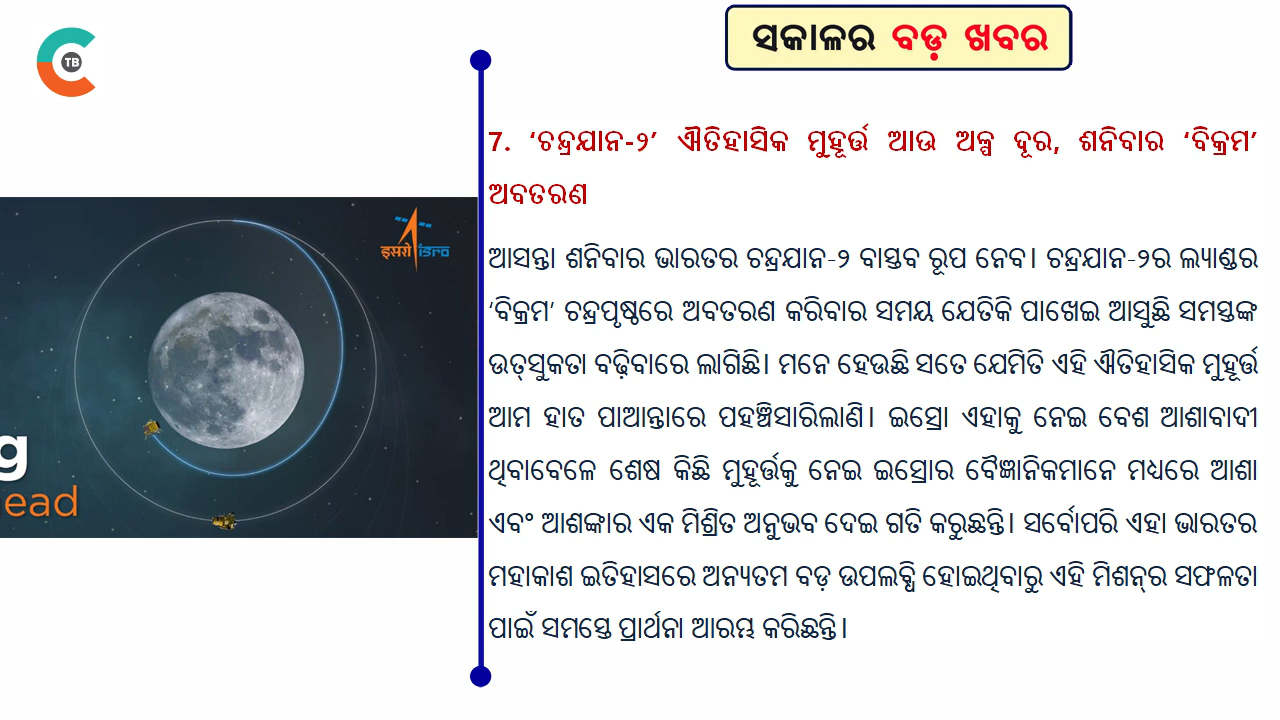 TB
ସକାଳର ବଡ଼ ଖବର
7. ‘ଚନ୍ଦ୍ରଯାନ-୨’ ଐତିହାସିକ ମୁହୂର୍ତ୍ତ ଆଉ ଅଳ୍ପ ଦୂର, ଶନିବାର ‘ବିକ୍ରମ’
ଅବତରଣ
ଆସନ୍ତା ଶନିବାର ଭାରତର ଚନ୍ଦ୍ରଯାନ-୨ ବାସ୍ତବ ରୂପ ନେବ। ଚନ୍ଦ୍ରଯାନ-୨ର ଲ୍ୟାଣ୍ଡର
‘ବିକ୍ରମ’ ଚନ୍ଦ୍ରପୃଷ୍ଠରେ ଅବତରଣ କରିବାର ସମୟ ଯେତିକି ପାଖେଇ ଆସୁଛି ସମସ୍ତଙ୍କ
ଉତ୍ସୁକତା ବଢ଼ିବାରେ ଲାଗିଛି। ମନେ ହେଉଛି ସତେ ଯେମିତି ଏହି ଐତିହାସିକ ମୁହୂର୍ତ୍ତ
ଆମ ହାତ ପାଆନ୍ତାରେ ପହଞ୍ଚିସାରିଲାଣି। ଇସ୍ରୋ ଏହାକୁ ନେଇ ବେଶ ଆଶାବାଦୀ
ଥିବାବେଳେ ଶେଷ କିଛି ମୁହୂର୍ତ୍ତକୁ ନେଇ ଇସ୍ରୋର ବୈଜ୍ଞାନିକମାନେ ମଧ୍ୟରେ ଆଶା
ଏବଂ ଆଶଙ୍କାର ଏକ ମିଶ୍ରିତ ଅନୁଭବ ଦେଇ ଗତି କରୁଛନ୍ତି। ସର୍ବୋପରି ଏହା ଭାରତର
ମହାକାଶ ଇତିହାସରେ ଅନ୍ୟତମ ବଡ଼ ଉପଲବ୍ଧି ହୋଇଥିବାରୁ ଏହି ମିଶନ୍‌ର ସଫଳତା
ପାଇଁ ସମସ୍ତେ ପ୍ରାର୍ଥନା ଆରମ୍ଭ କରିଛନ୍ତି।
इसरो isro
g
ead